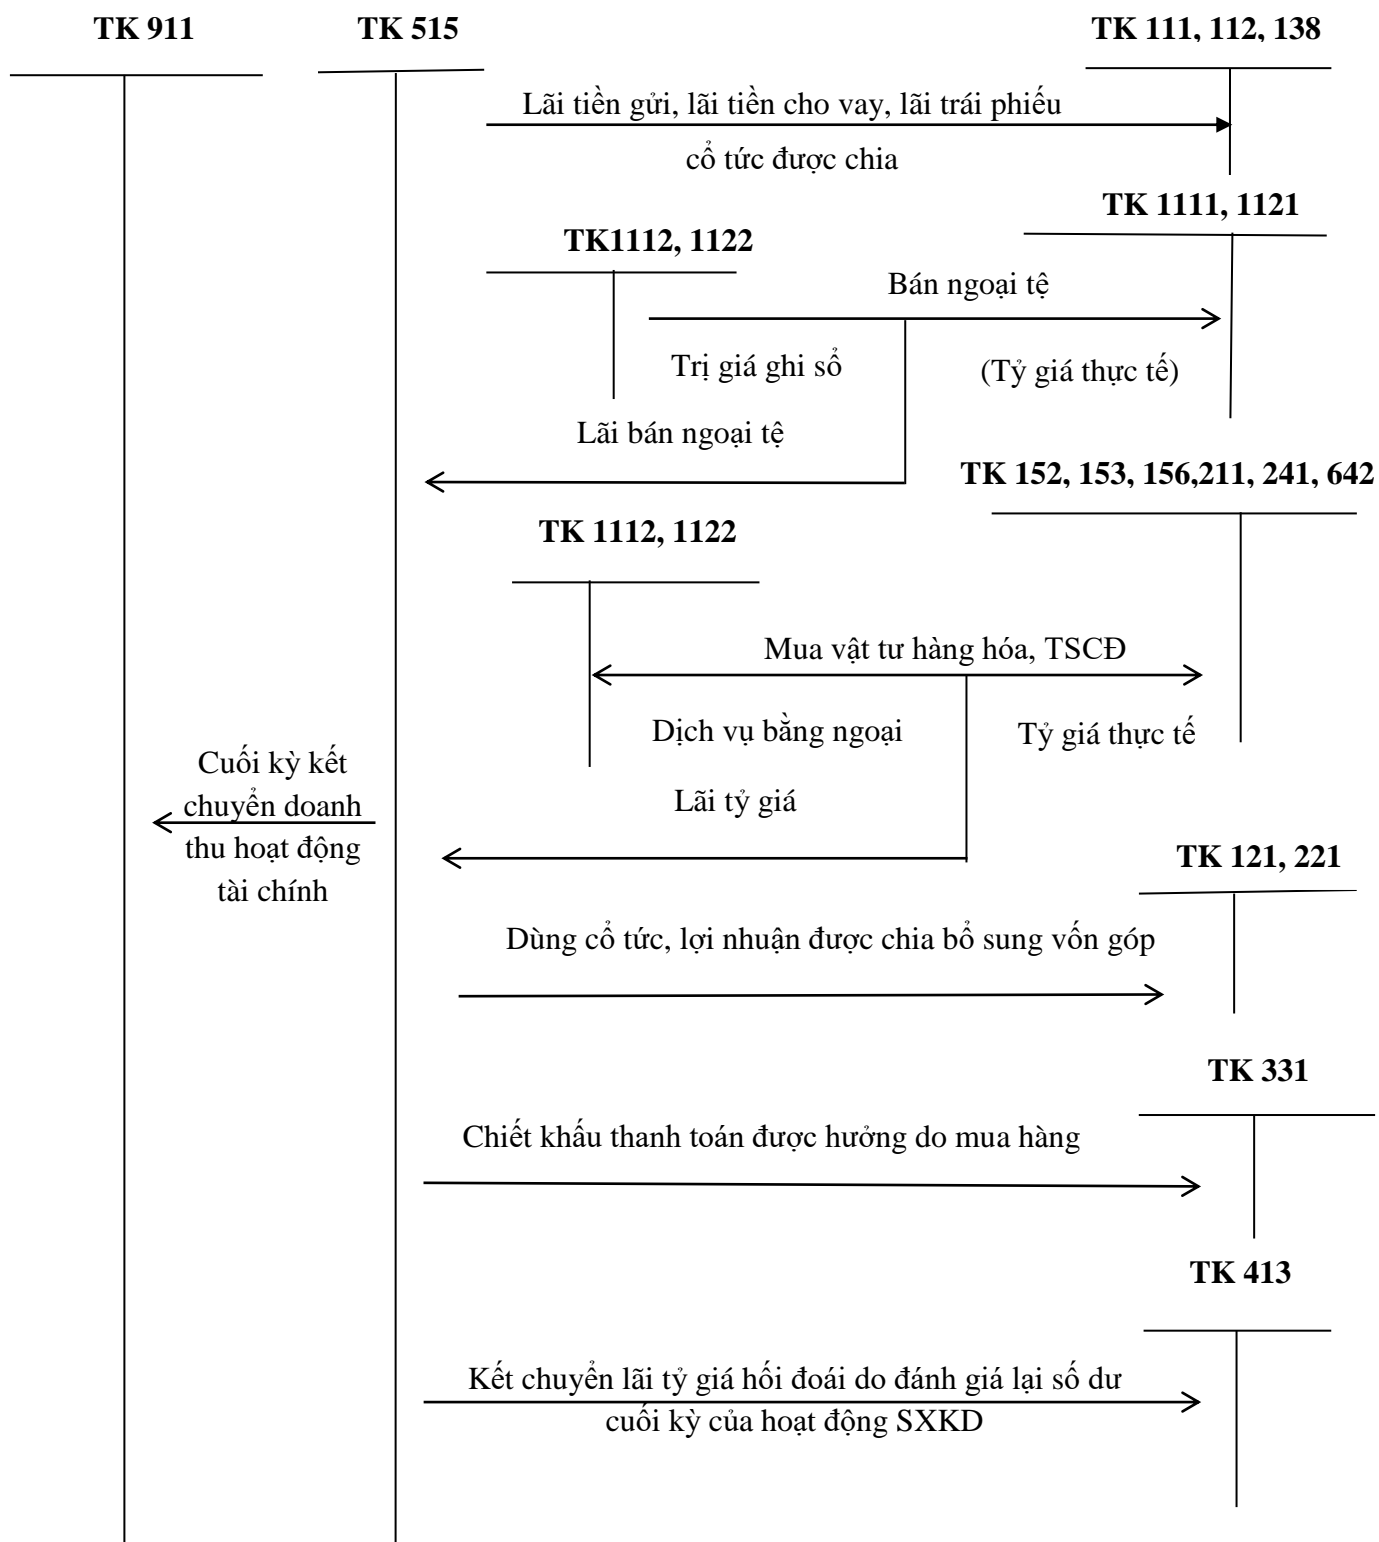 TK 911
TK 515
TK 111, 112, 138
Lãi tiền gửi, lãi tiền cho vay, lãi trái phiếu
cổ tức được chia
TK 1111, 1121
TK1112, 1122
Bán ngoại tệ
Trị giá ghi sổ
(Tỷ giá thực tế)
Lãi bán ngoại tệ
TK 152, 153, 156,211, 241, 642
TK 1112, 1122
Mua vật tư hàng hóa, TSCĐ
Dịch vụ bằng ngoại
Tỷ giá thực tế
Lãi tỷ giá
Cuối kỳ kết
chuyển doanh
thu hoạt động
tài chính
TK 121, 221
Dùng cổ tức, lợi nhuận được chia bổ sung vốn góp
TK 331
Chiết khấu thanh toán được hưởng do mua hàng
TK 413
Kết chuyển lãi tỷ giá hối đoái do đánh giá lại số dư
cuối kỳ của hoạt động SXKD